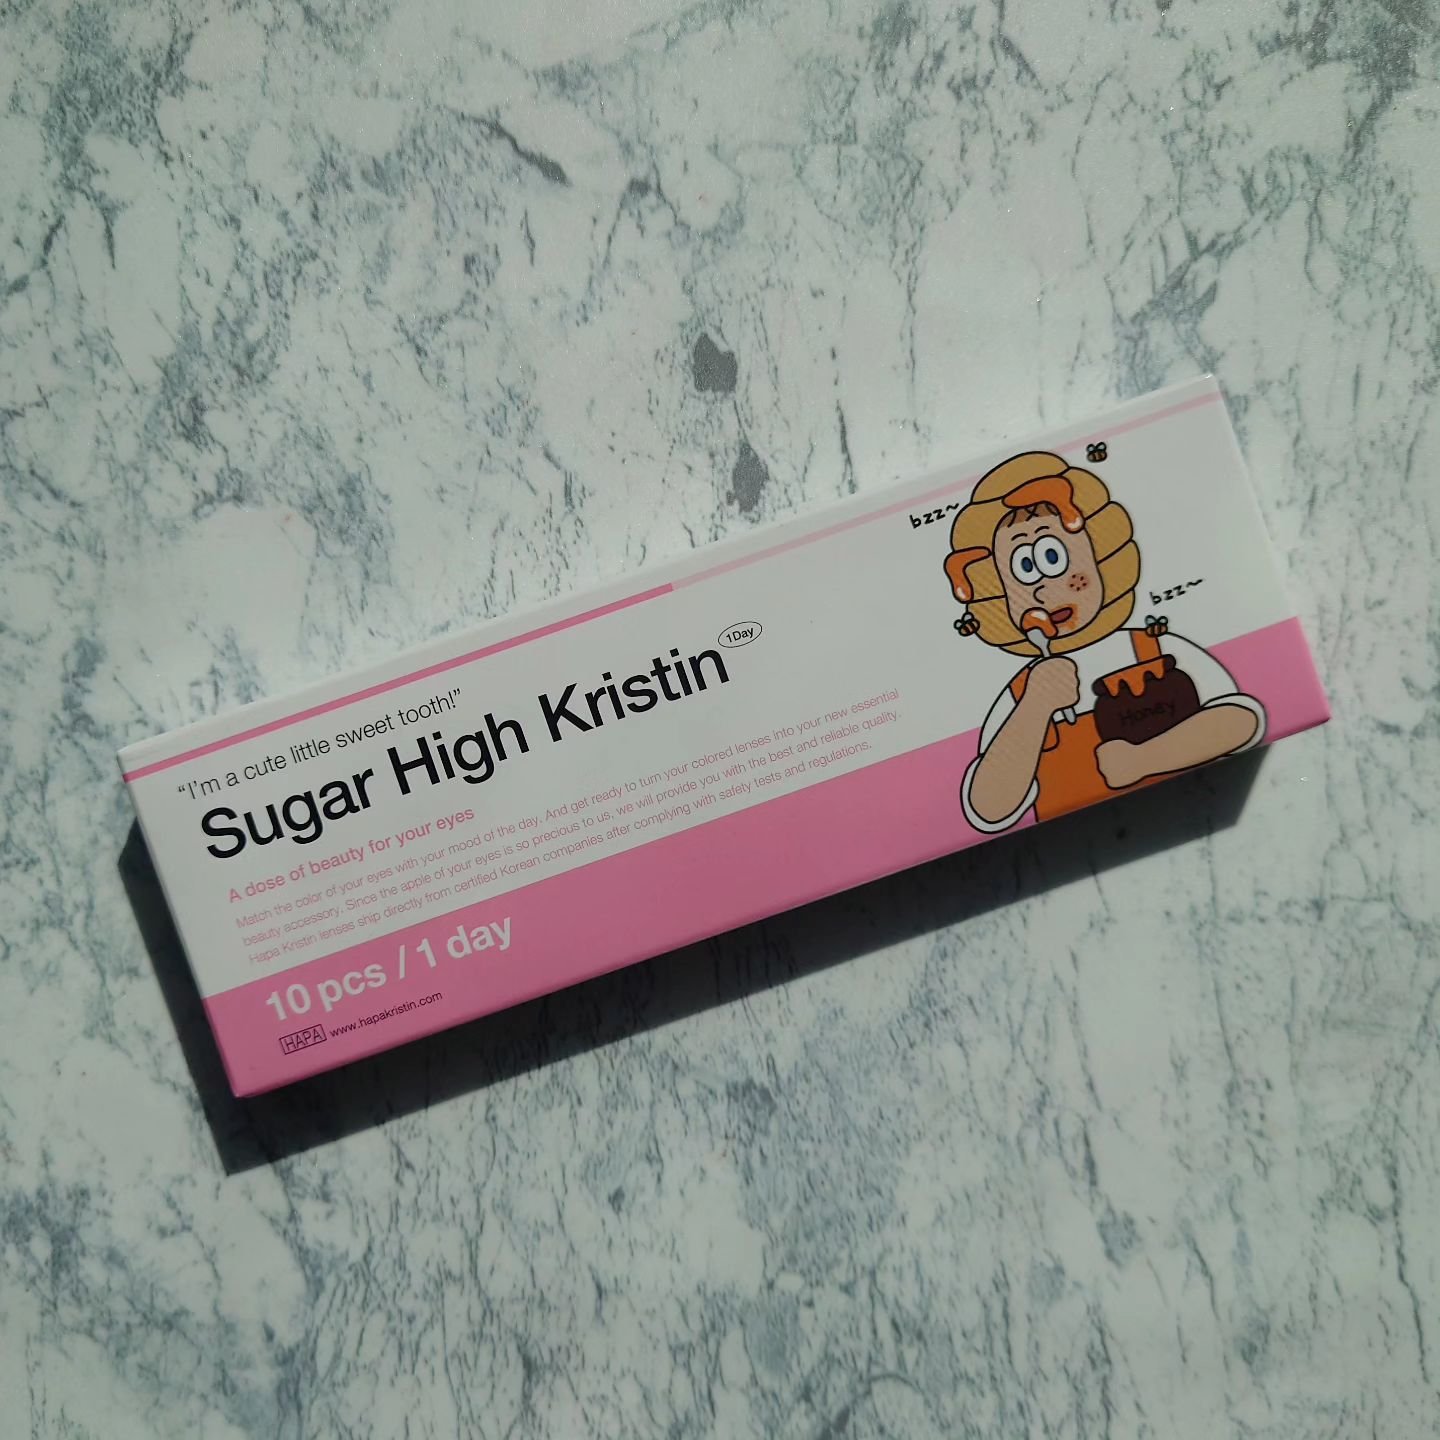 "I'm a cute little sweet tooth!"
Sugar High Kristin 1Day
A dose of beauty for your eyes
Match the color of your eyes with your mood of the day. And get ready to turn your colored lenses into your new essential
beauty accessory. Since the apple of your eyes is so precious to us, we will provide you with the best and reliable quality.
Hapa Kristin lenses ship directly from certified Korean companies after complying with safety tests and regulations.
10 pcs / 1 day
HAPA www.hapakristin.com
bzz~
bzz~
Honey